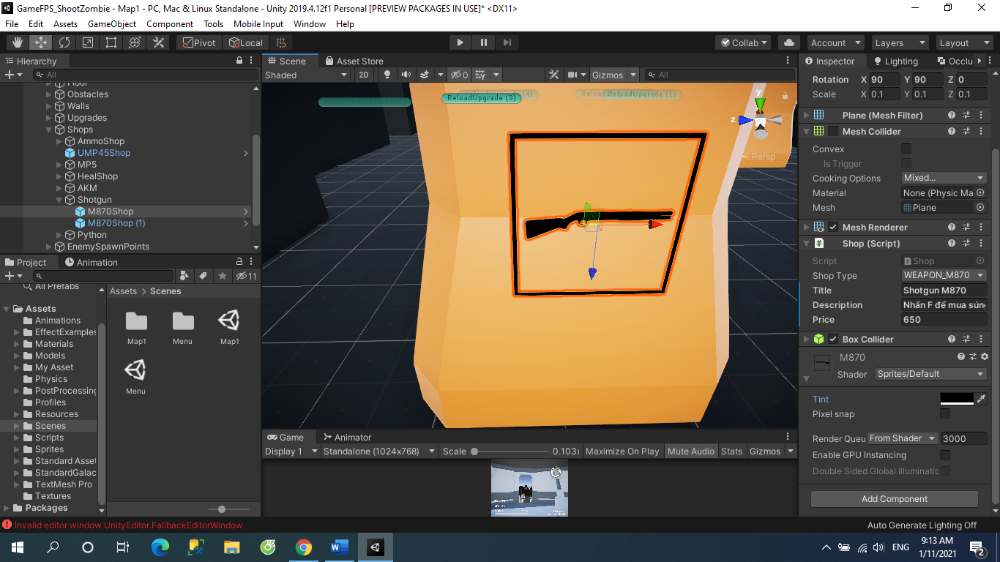 GameFPS_ShootZombie - Map1 - PC, Mac & Linux Standalone - Unity 2019.4.12f1 Personal [PREVIEW PACKAGES IN USE]* <DX11>
File Edit Assets GameObject Component Tools Mobile Input Window Help
Pivot Local Collab Account Layers Layout
Hierarchy
All
Floor
Obstacles
Walls
Upgrades
Shops
AmmoShop
UMP45Shop
MP5
HealShop
AKM
Shotgun
M870Shop
M870Shop (1)
Python
EnemySpawnPoints
Project Animation
11
All Prefabs
Assets
Animations
EffectExamples
Materials
Models
My Asset
Physics
PostProcessing
Profiles
Resources
Scenes
Scripts
Sprites
Standard Asset
StandardGalac
TextMesh Pro
Textures
Packages
Assets > Scenes
Map1 Menu Map1
Menu
Scene Asset Store
Shaded 2D 0 Gizmos All
ReloadUpgrade (4)
ReloadUpgrade (3)
ReloadUpgrade (1)
y
z
Persp
Game Animator
Display 1 Standalone (1024x768) Scale 0.103x Maximize On Play Mute Audio Stats Gizmos
Inspector Lighting Occlu
Rotation X 90 Y 90 Z 0
Scale X 0.1 Y 0.1 Z 0.1
Plane (Mesh Filter)
Mesh Collider
Convex
Is Trigger
Cooking Options Mixed...
Material None (Physic Ma
Mesh Plane
Mesh Renderer
Shop (Script)
Script Shop
Shop Type WEAPON_M870
Title Shotgun M870
Description Nhấn F để mua súng
Price 650
Box Collider
M870
Shader Sprites/Default
Tint
Pixel snap
Render Queu From Shader 3000
Enable GPU Instancing
Double Sided Global Illuminatic
Add Component
Invalid editor window UnityEditor.FallbackEditorWindow
Auto Generate Lighting Off
ENG
9:13 AM
1/11/2021
2